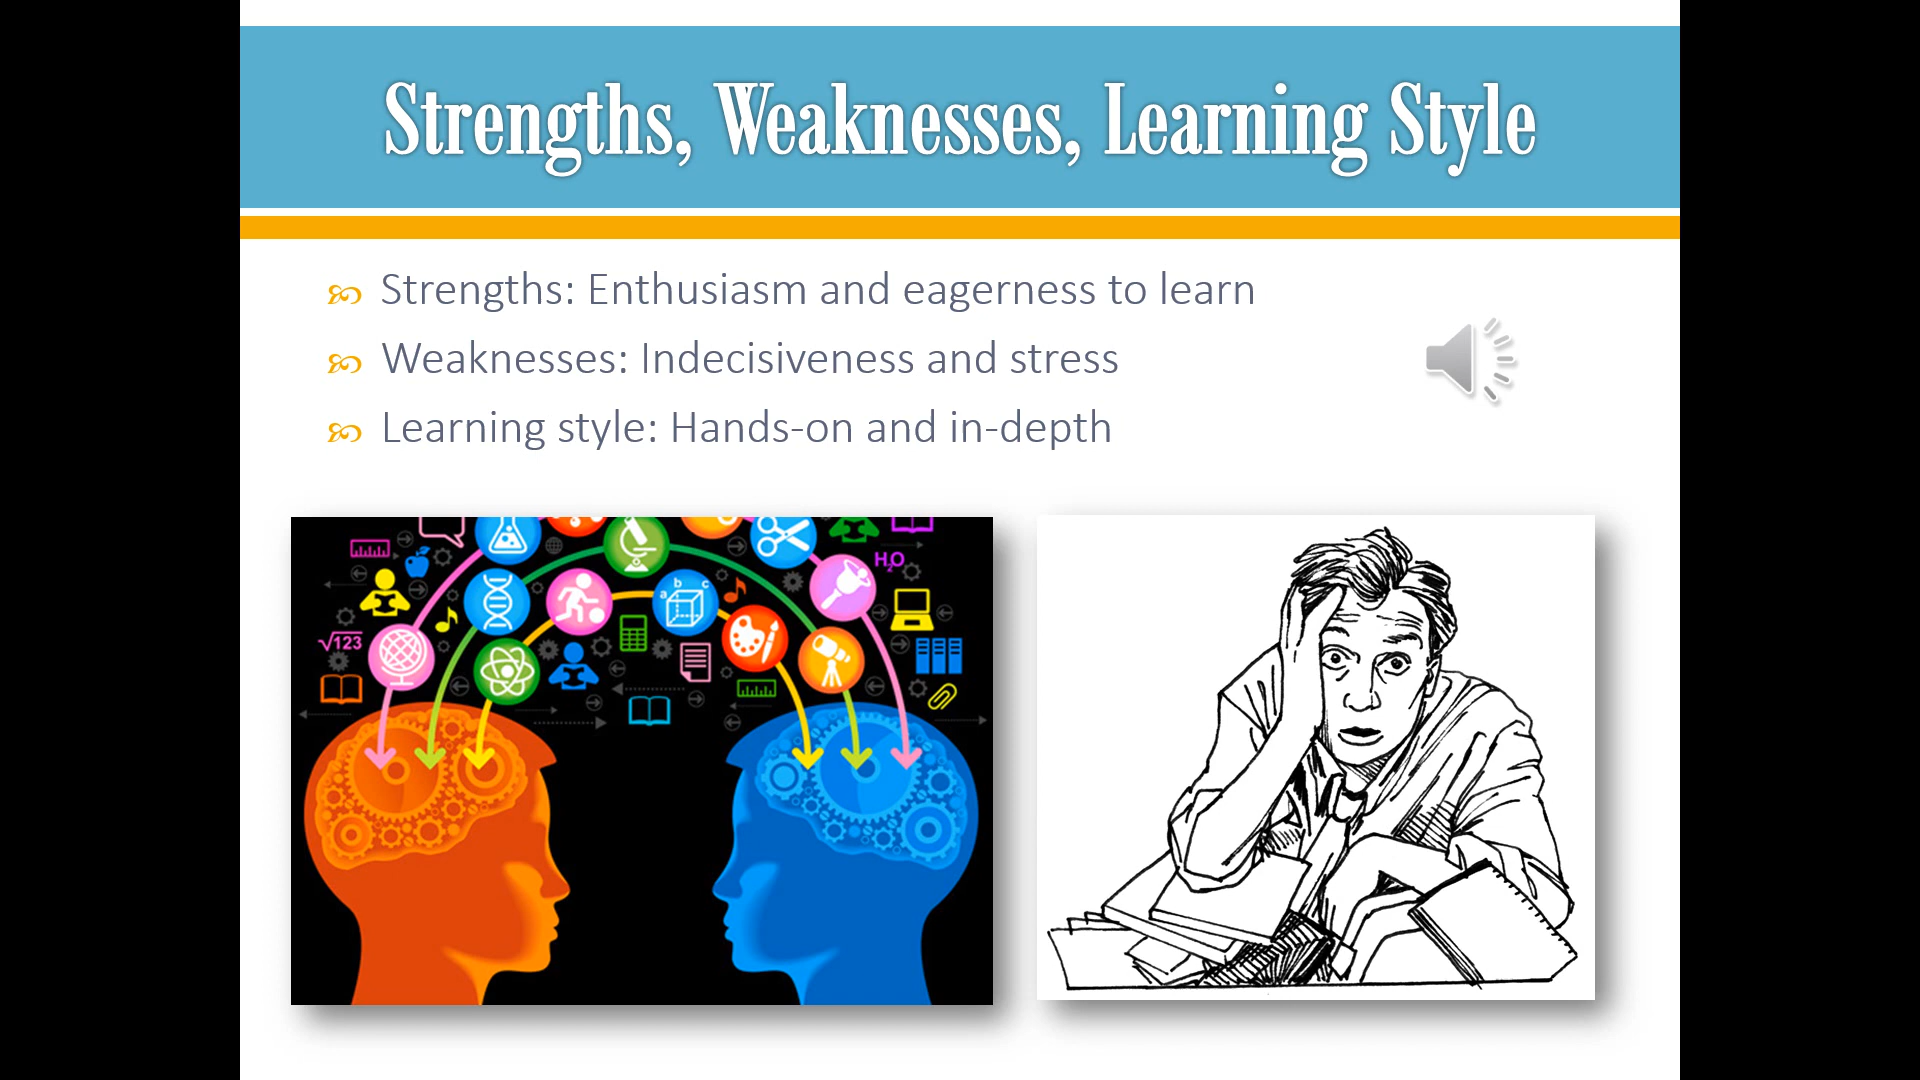 Strengths, Weaknesses, Learning Style
Strengths: Enthusiasm and eagerness to learn
Weaknesses: Indecisiveness and stress
Learning style: Hands-on and in-depth
H₂O
b c
a
√123